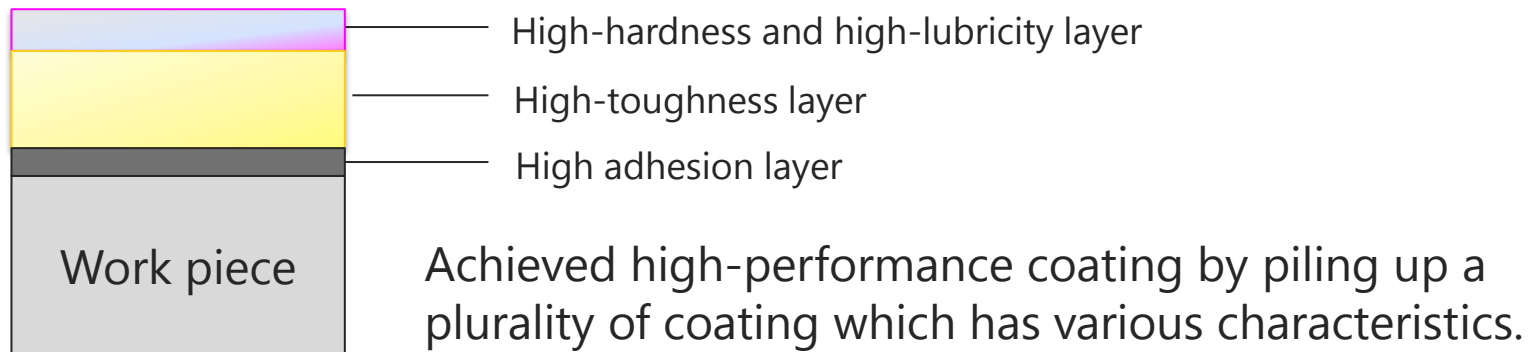 High-hardness and high-lubricity layer
High-toughness layer
High adhesion layer
Work piece
Achieved high-performance coating by piling up a
plurality of coating which has various characteristics.